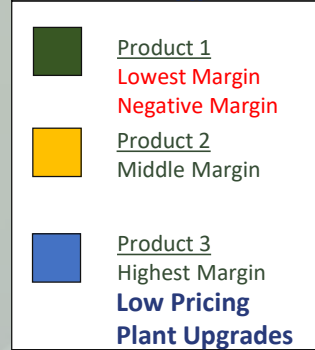 Product 1
Lowest Margin
Negative Margin
Product 2
Middle Margin
Product 3
Highest Margin
Low Pricing
Plant Upgrades